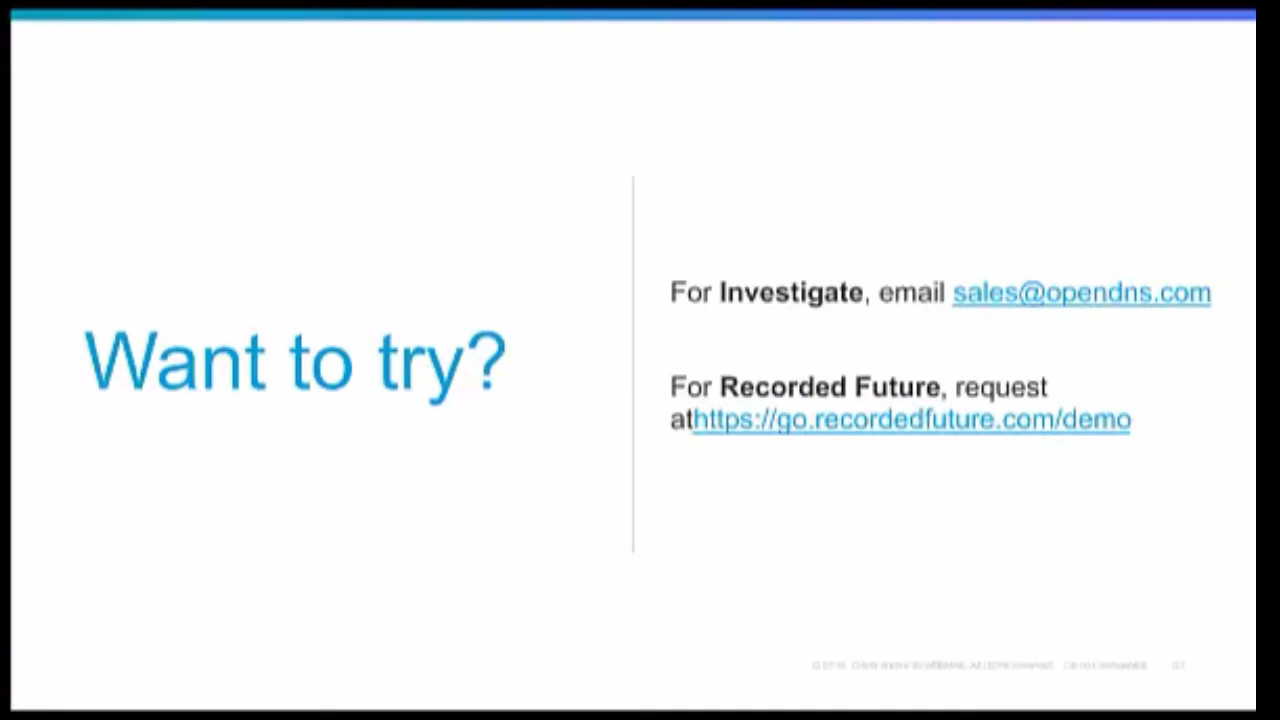 Want to try?
For Investigate, email sales@opendns.com
For Recorded Future, request
athttps://go.recordedfuture.com/demo